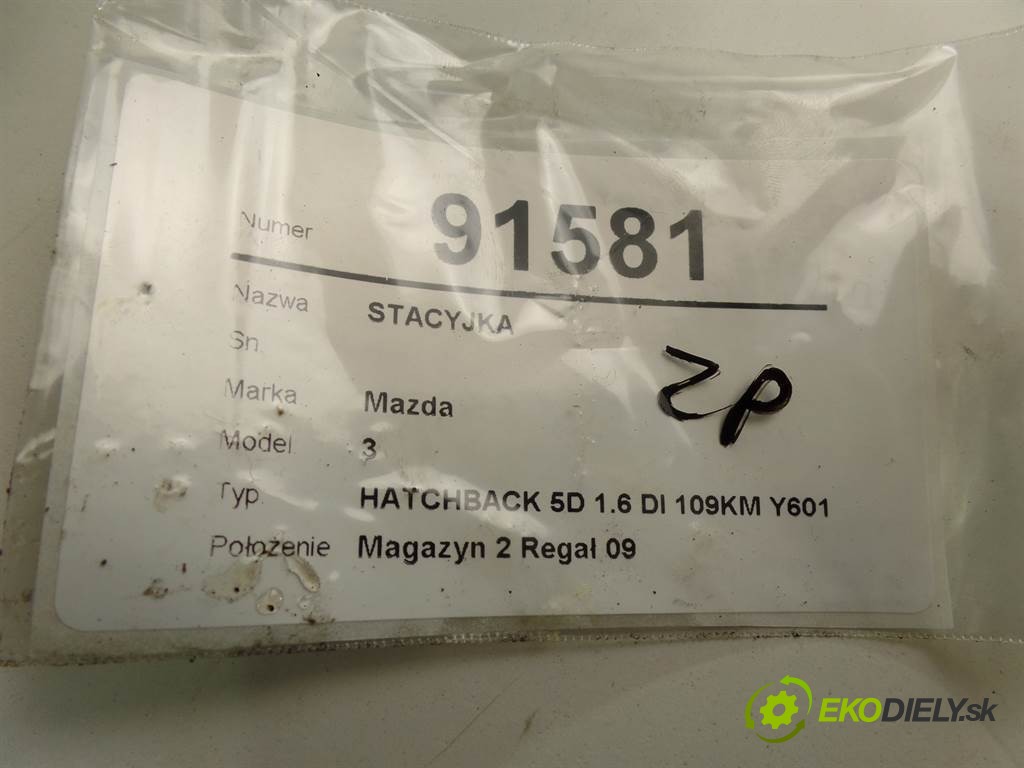 Numer 91581
Nazwa STACYJKA
Sn.
ZP
Marka Mazda
Model 3
Typ. HATCHBACK 5D 1.6 DI 109KM Y601
Położenie Magazyn 2 Regał 09
EKODIELY.sk